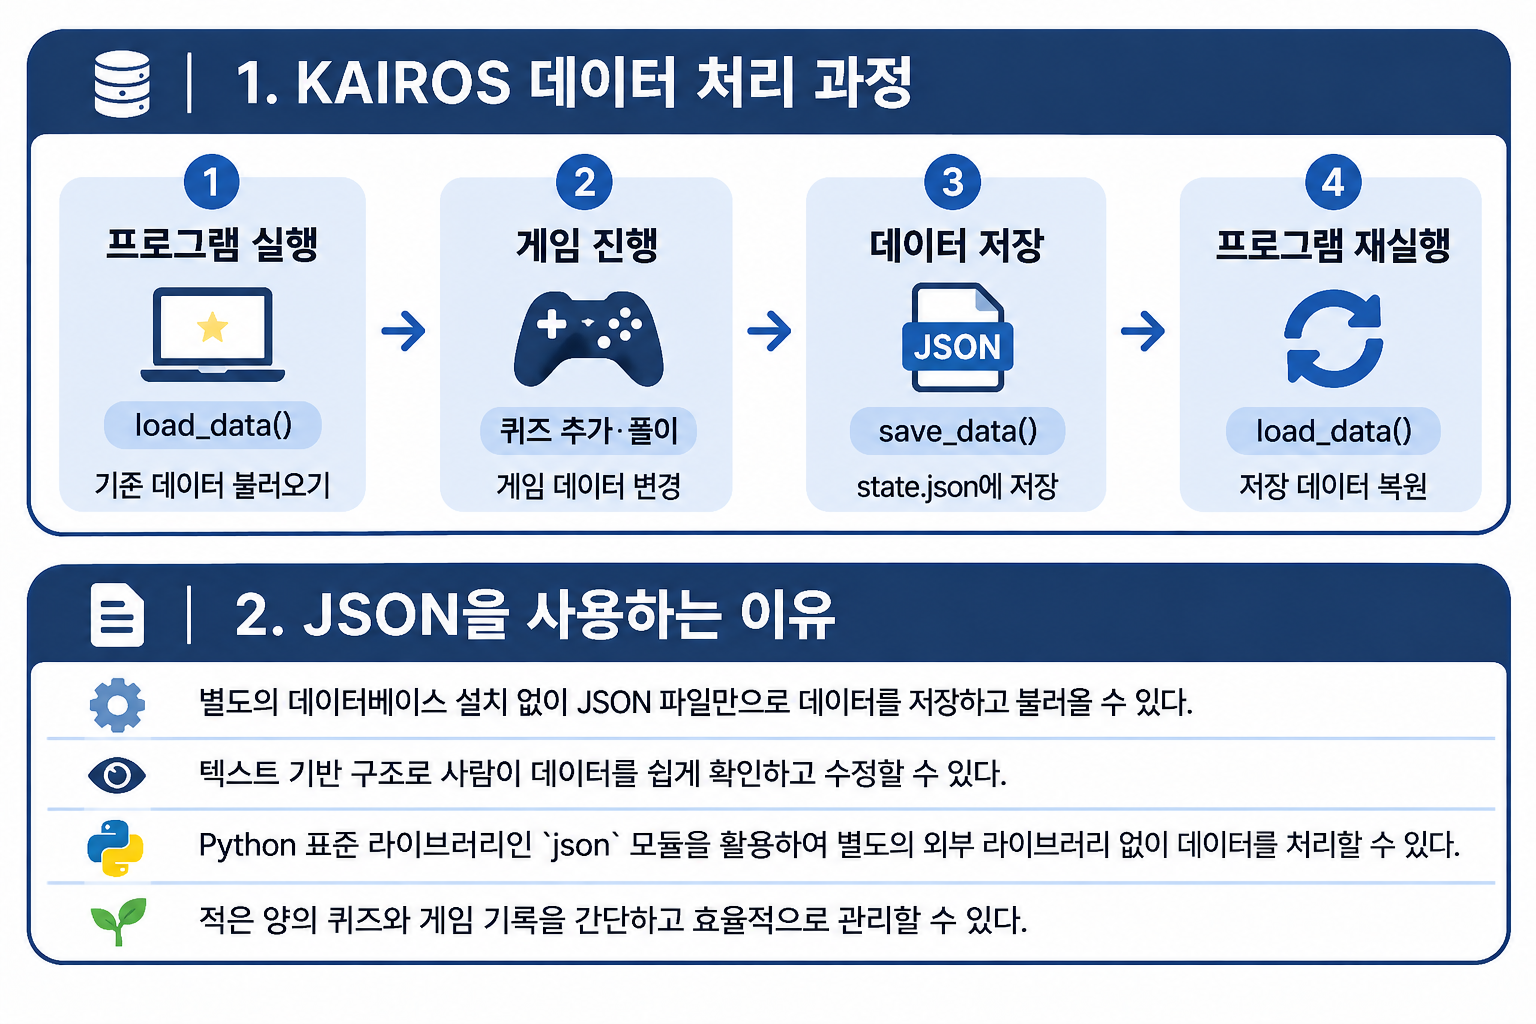 1. KAIROS 데이터 처리 과정
1
프로그램 실행
load_data()
기존 데이터 불러오기
2
게임 진행
퀴즈 추가·풀이
게임 데이터 변경
3
데이터 저장
JSON
save_data()
state.json에 저장
4
프로그램 재실행
load_data()
저장 데이터 복원
2. JSON을 사용하는 이유
별도의 데이터베이스 설치 없이 JSON 파일만으로 데이터를 저장하고 불러올 수 있다.
텍스트 기반 구조로 사람이 데이터를 쉽게 확인하고 수정할 수 있다.
Python 표준 라이브러리인 `json` 모듈을 활용하여 별도의 외부 라이브러리 없이 데이터를 처리할 수 있다.
적은 양의 퀴즈와 게임 기록을 간단하고 효율적으로 관리할 수 있다.